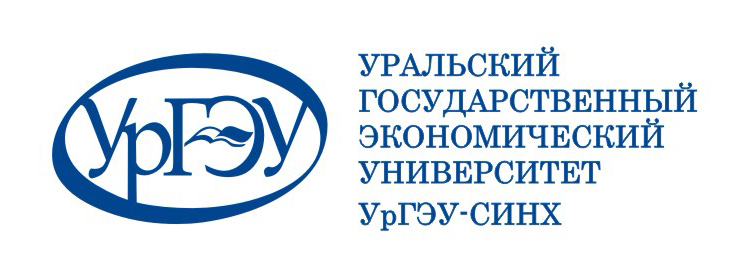 УрГЭУ
УРАЛЬСКИЙ
ГОСУДАРСТВЕННЫЙ
ЭКОНОМИЧЕСКИЙ
УНИВЕРСИТЕТ
УрГЭУ-СИНХ